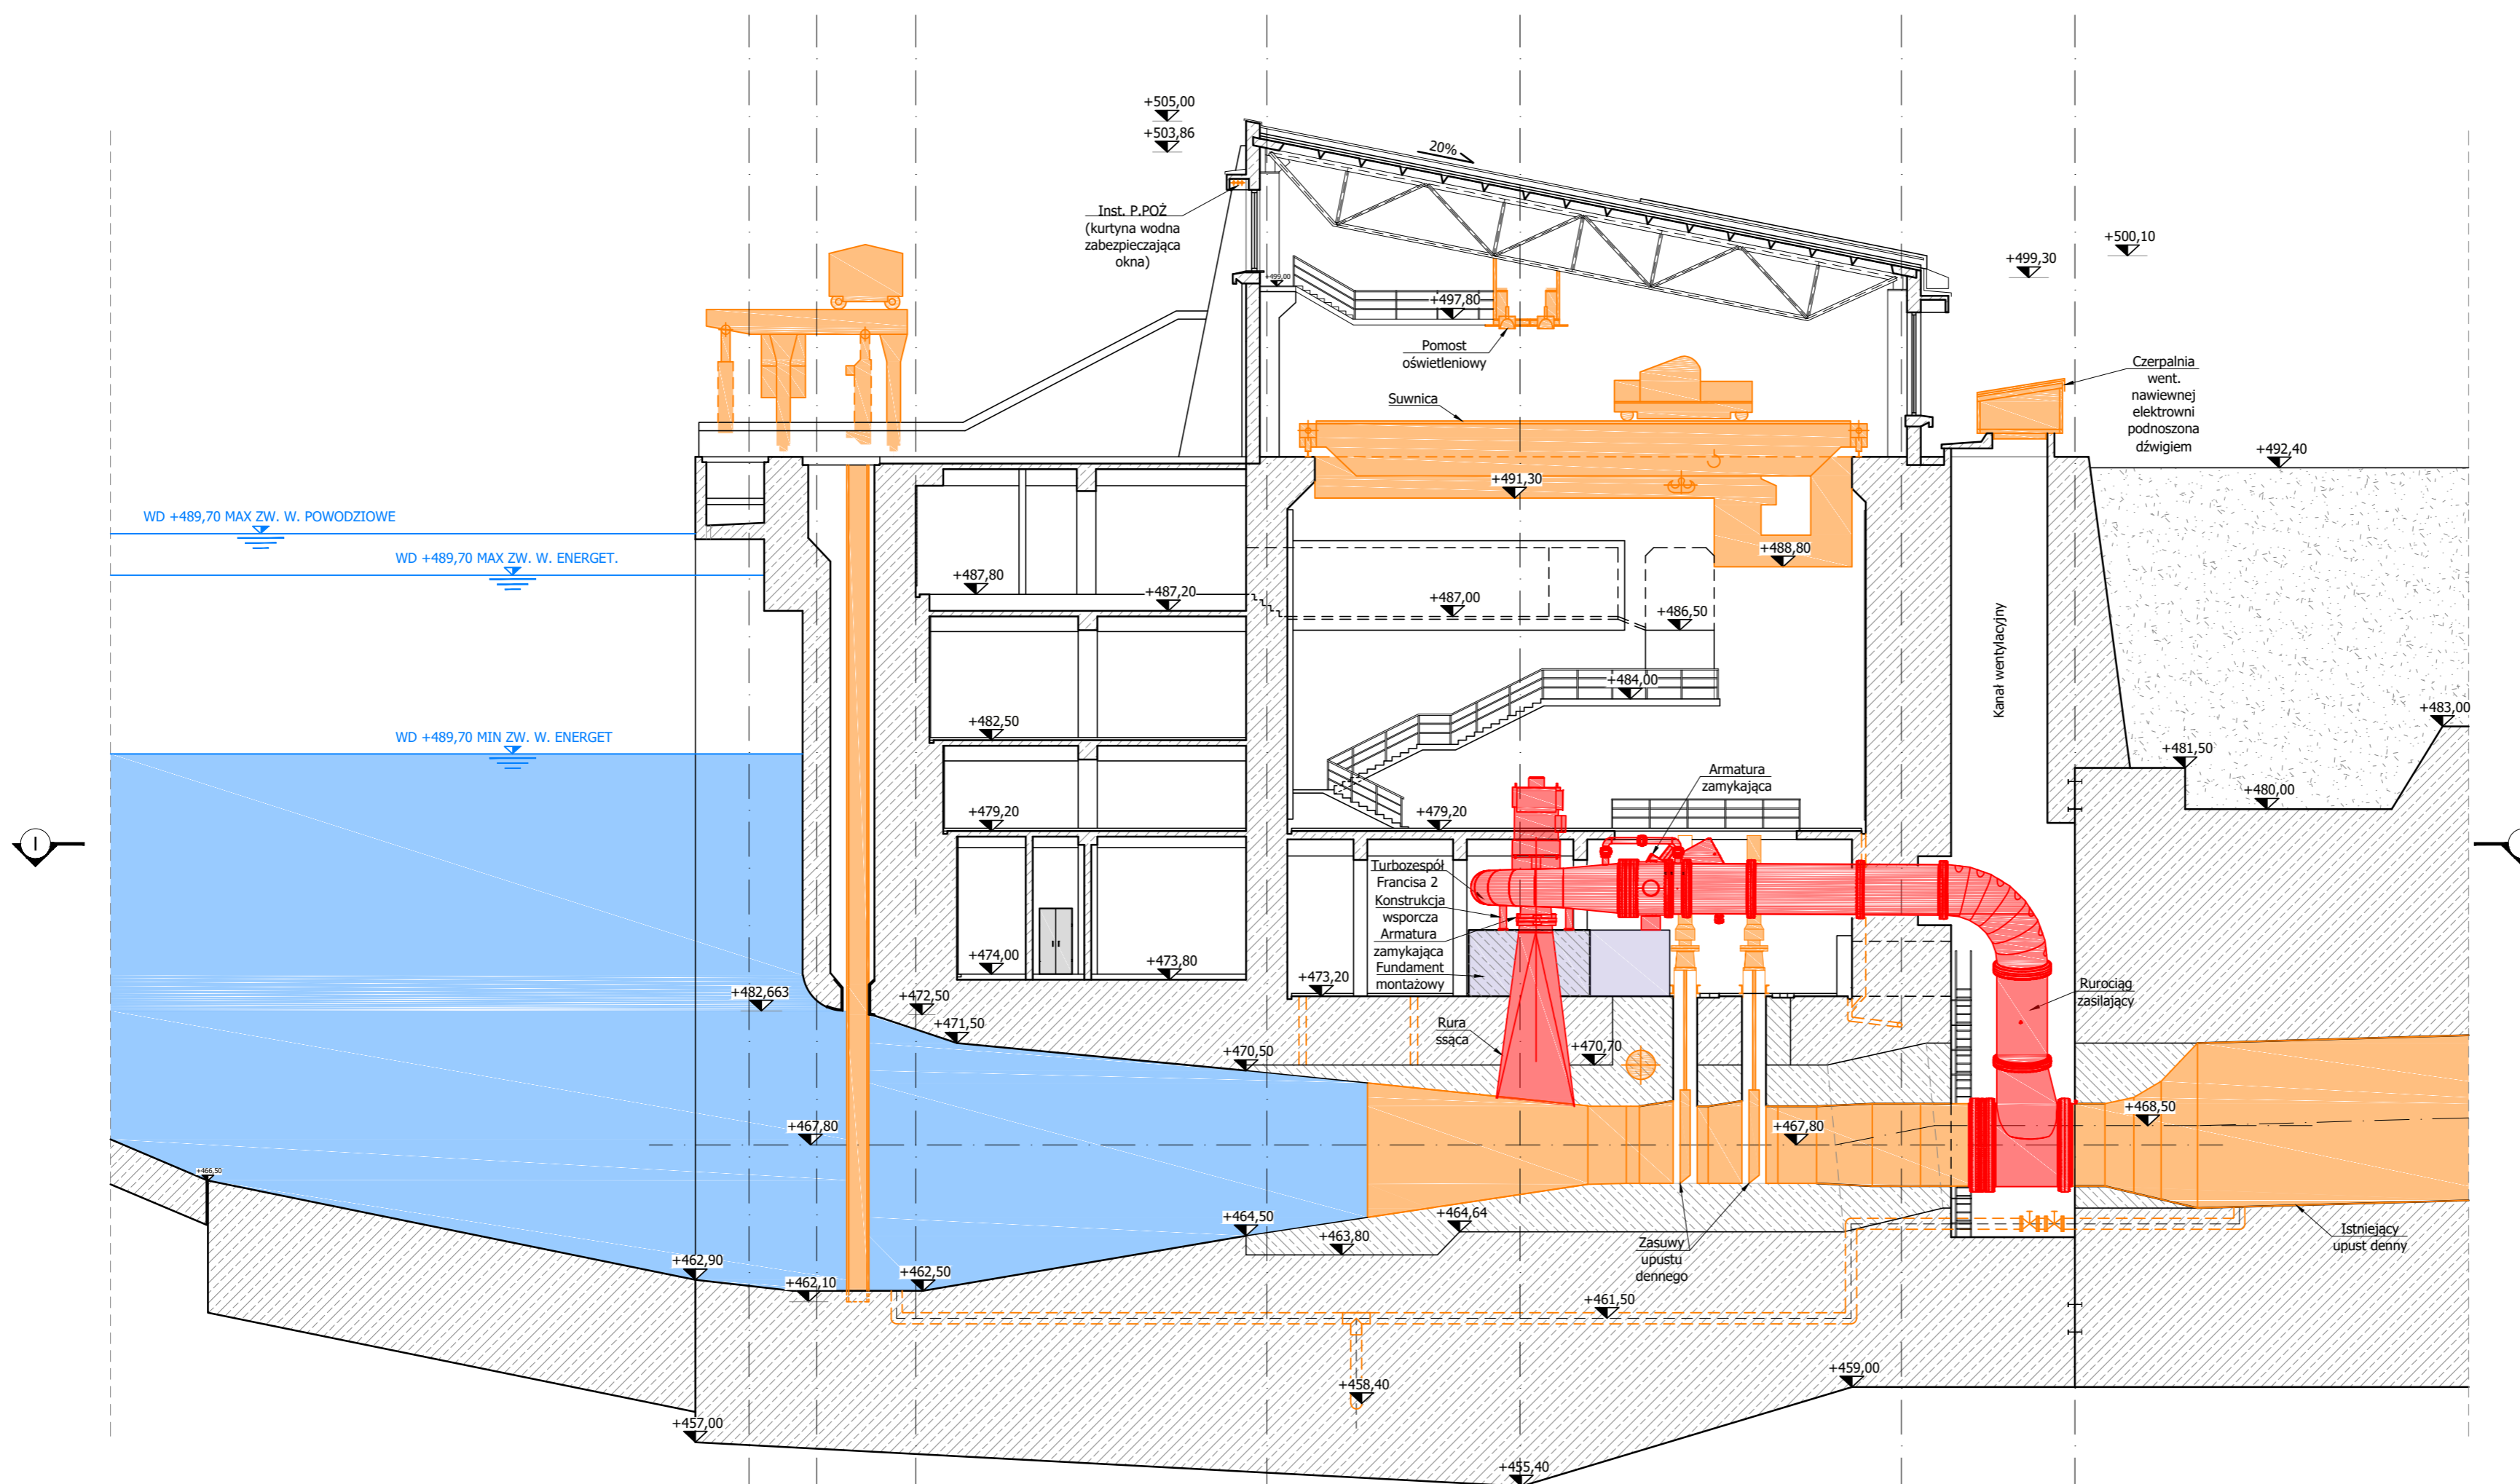 +505,00
+503,86
20%
Inst. P.POŻ
(kurtyna wodna
zabezpieczająca
okna)
+500,10
+499,30
+499,00
+497,80
Pomost
oświetleniowy
Czerpalnia
went.
nawiewnej
elektrowni
podnoszona
dźwigiem
Suwnica
+492,40
+491,30
WD +489,70 MAX ZW. W. POWODZIOWE
WD +489,70 MAX ZW. W. ENERGET.
+488,80
+487,80
+487,20
+487,00
+486,50
Kanał wentylacyjny
+484,00
+483,00
+482,50
WD +489,70 MIN ZW. W. ENERGET
+481,50
Armatura
zamykająca
+480,00
+479,20
+479,20
I
Turbozespół
Francisa 2
Konstrukcja
wsporcza
Armatura
zamykająca
Fundament
montażowy
+474,00
+473,80
+473,20
+482,663
+472,50
Rurociąg
zasilający
+471,50
Rura
ssąca
+470,50
+470,70
+468,50
+467,80
+467,80
+466,50
+464,50
+464,64
+463,80
Zasuwy
upustu
dennego
Istniejący
upust denny
+462,90
+462,10
+462,50
+461,50
+458,40
+459,00
+457,00
+455,40